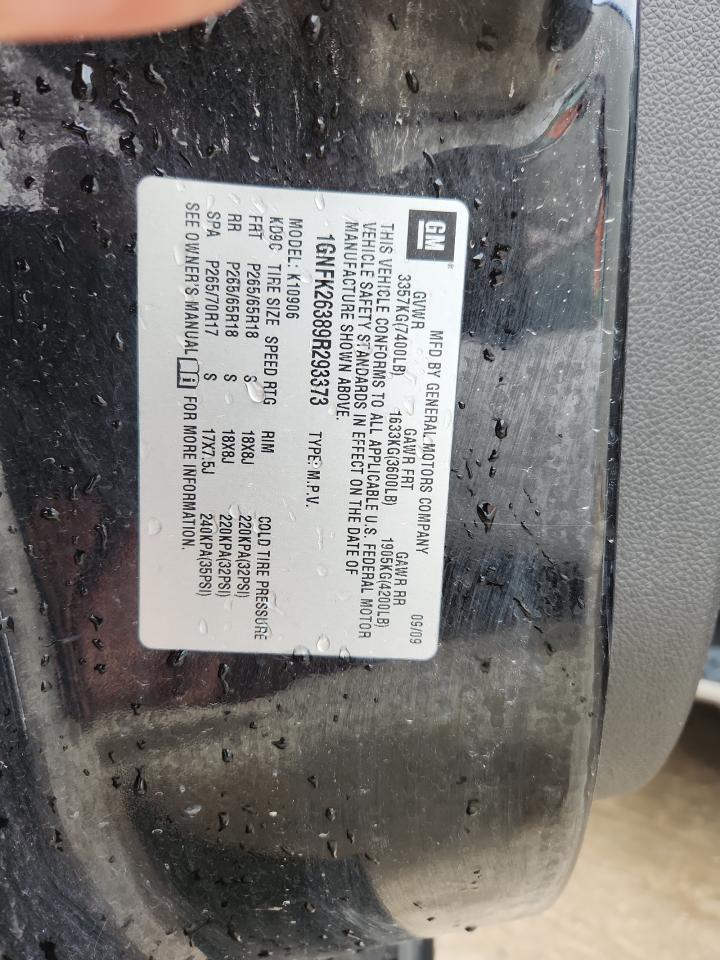 GM
MFD BY GENERAL MOTORS COMPANY
09/09
GVWR GAWR FRT GAWR RR
3357KG(7400LB) 1633KG(3600LB) 1905KG(4200LB)
THIS VEHICLE CONFORMS TO ALL APPLICABLE U.S. FEDERAL MOTOR
VEHICLE SAFETY STANDARDS IN EFFECT ON THE DATE OF
MANUFACTURE SHOWN ABOVE.
1GNFK26389R293373 TYPE: M.P.V.
MODEL: K10906
KD9C TIRE SIZE SPEED RTG RIM COLD TIRE PRESSURE
FRT P265/65R18 S 18X8J 220KPA(32PSI)
RR P265/65R18 S 18X8J 220KPA(32PSI)
SPA P265/70R17 S 17X7.5J 240KPA(35PSI)
SEE OWNER'S MANUAL FOR MORE INFORMATION.